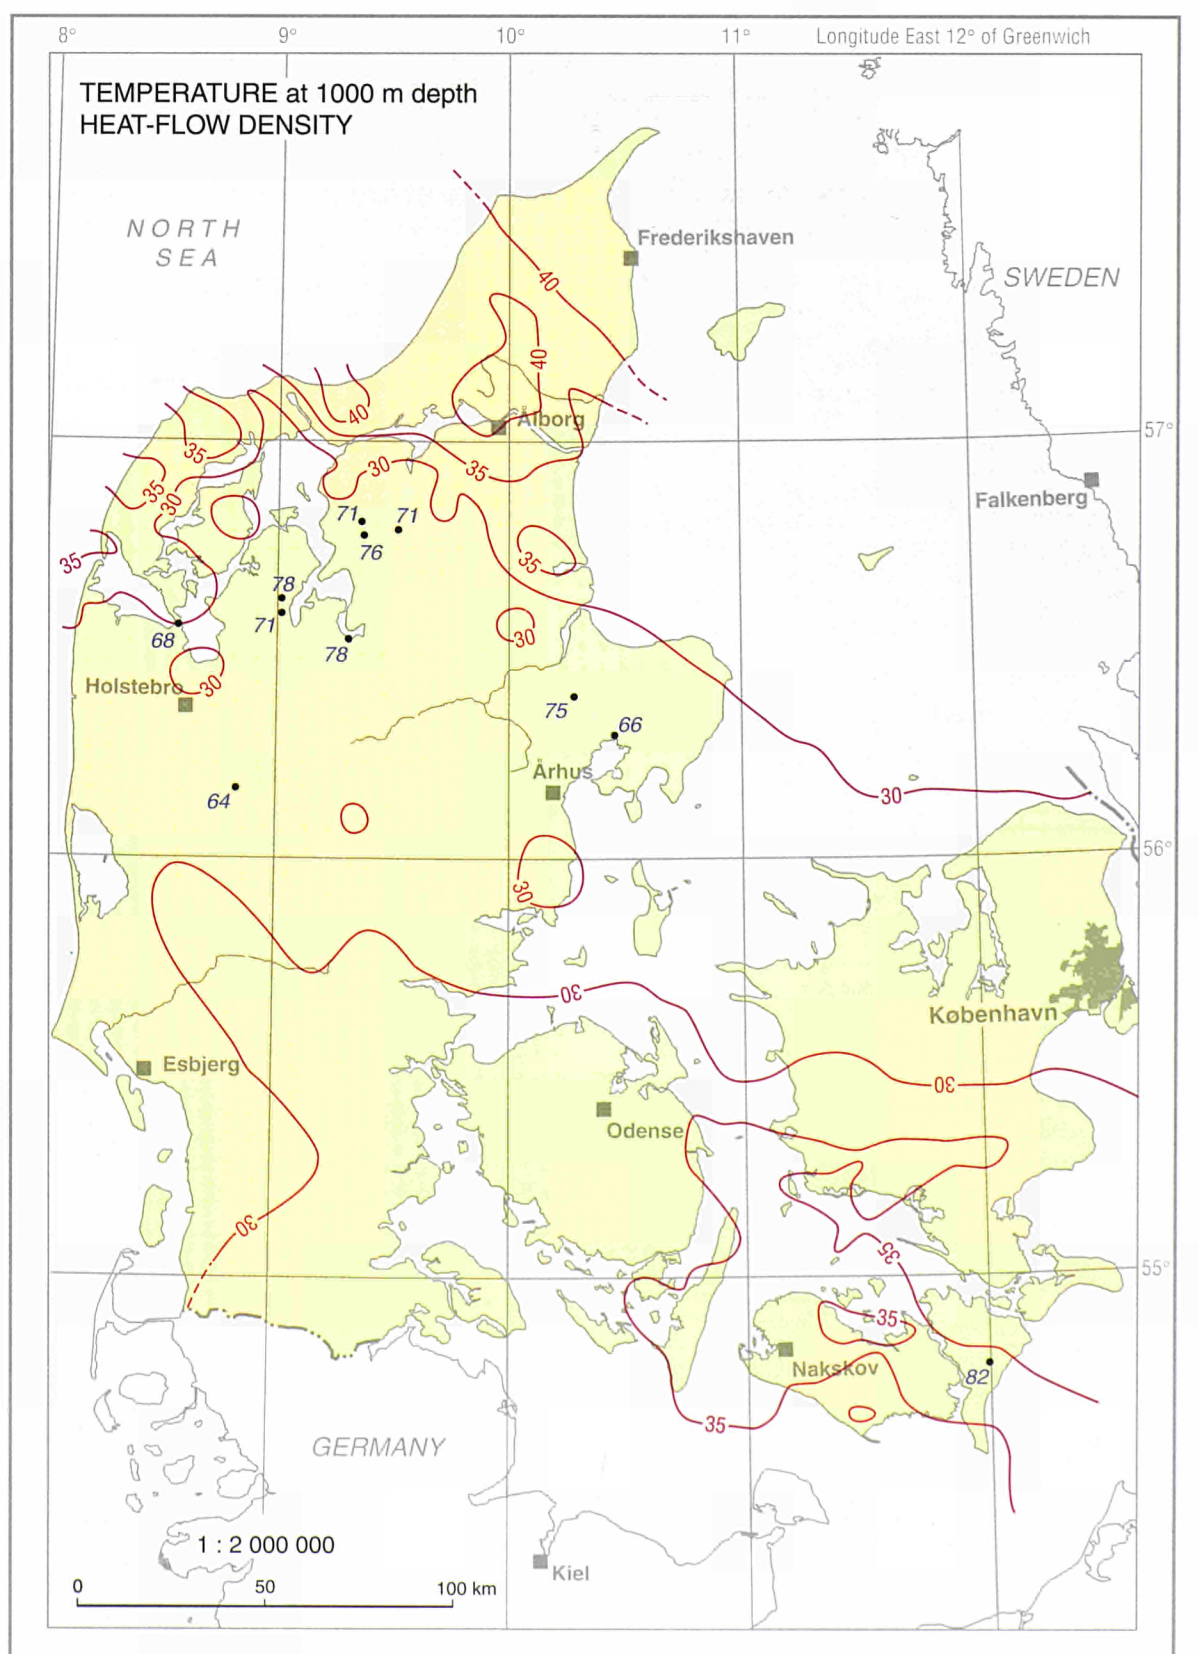 8° 9° 10° 11° Longitude East 12° of Greenwich
TEMPERATURE at 1000 m depth
HEAT-FLOW DENSITY
NORTH
SEA
Frederikshaven
SWEDEN
40
40
40
Ålborg
57°
35
30
35
35
30
Falkenberg
71
71
76
35
35
78
71
68
78
30
30
Holstebro
75
66
Århus
64
30
56°
30
30
København
Esbjerg
30
Odense
30
35
55°
35
Nakskov
82
35
GERMANY
1 : 2 000 000
Kiel
0 50 100 km